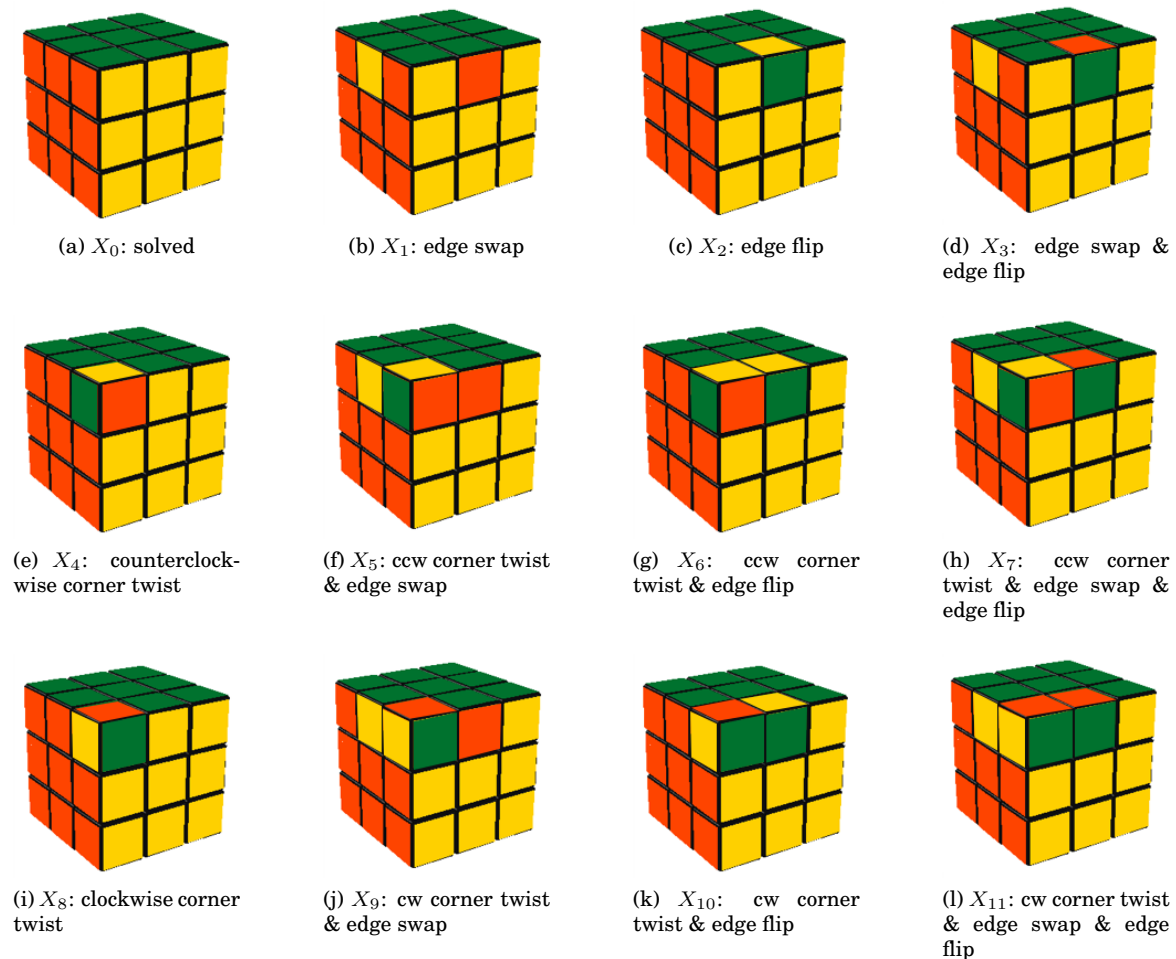 (a) X₀: solved
(b) X₁: edge swap
(c) X₂: edge flip
(d) X₃: edge swap &
edge flip
(e) X₄: counterclock-
wise corner twist
(f) X₅: ccw corner twist
& edge swap
(g) X₆: ccw corner
twist & edge flip
(h) X₇: ccw corner
twist & edge swap &
edge flip
(i) X₈: clockwise corner
twist
(j) X₉: cw corner twist
& edge swap
(k) X₁₀: cw corner
twist & edge flip
(l) X₁₁: cw corner twist
& edge swap & edge
flip